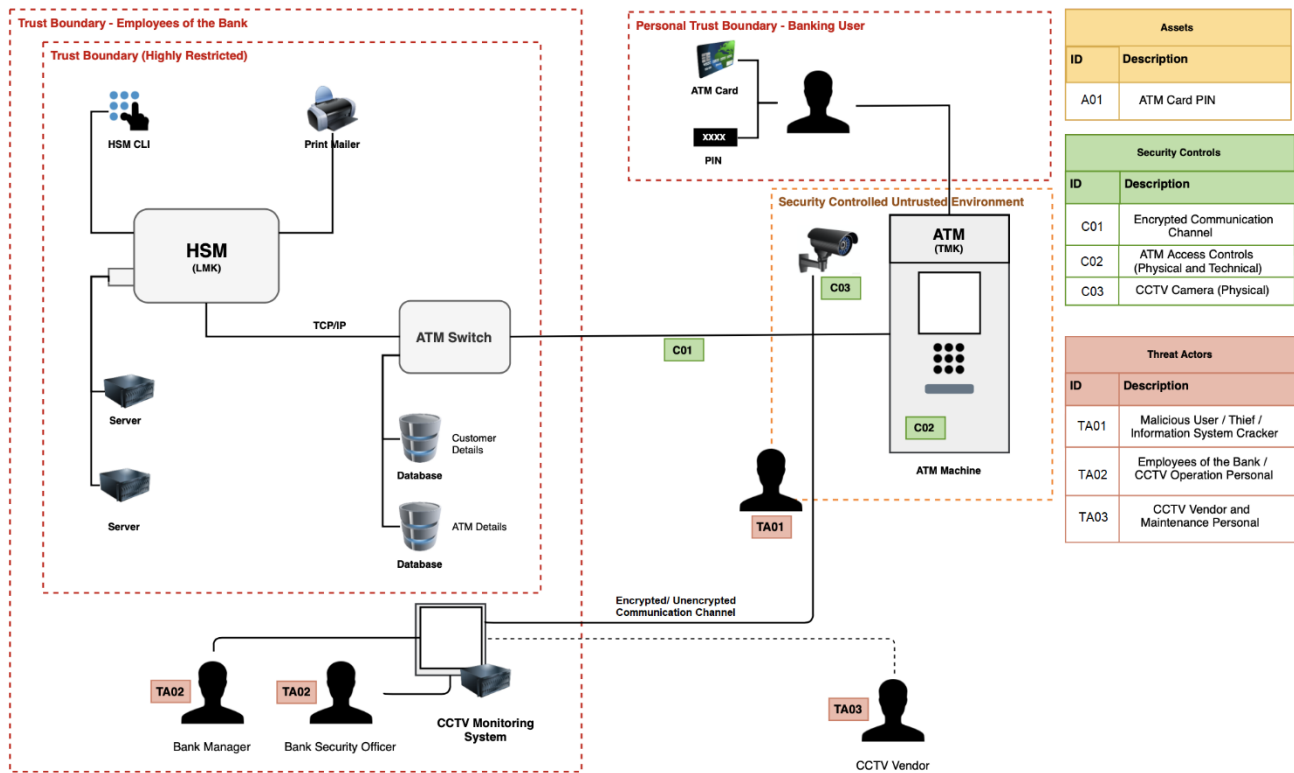 Trust Boundary - Employees of the Bank
Trust Boundary (Highly Restricted)
HSM CLI
Print Mailer
HSM
(LMK)
TCP/IP
ATM Switch
Server
Server
Customer
Details
Database
ATM Details
Database
TA02
Bank Manager
TA02
Bank Security Officer
CCTV Monitoring
System
Personal Trust Boundary - Banking User
ATM Card
XXXX
PIN
Security Controlled Untrusted Environment
C03
ATM
(TMK)
C01
C02
ATM Machine
TA01
Encrypted/ Unencrypted
Communication Channel
TA03
CCTV Vendor
Assets
ID Description
A01 ATM Card PIN
Security Controls
ID Description
C01 Encrypted Communication
Channel
C02 ATM Access Controls
(Physical and Technical)
C03 CCTV Camera (Physical)
Threat Actors
ID Description
TA01 Malicious User / Thief /
Information System Cracker
TA02 Employees of the Bank /
CCTV Operation Personal
TA03 CCTV Vendor and
Maintenance Personal